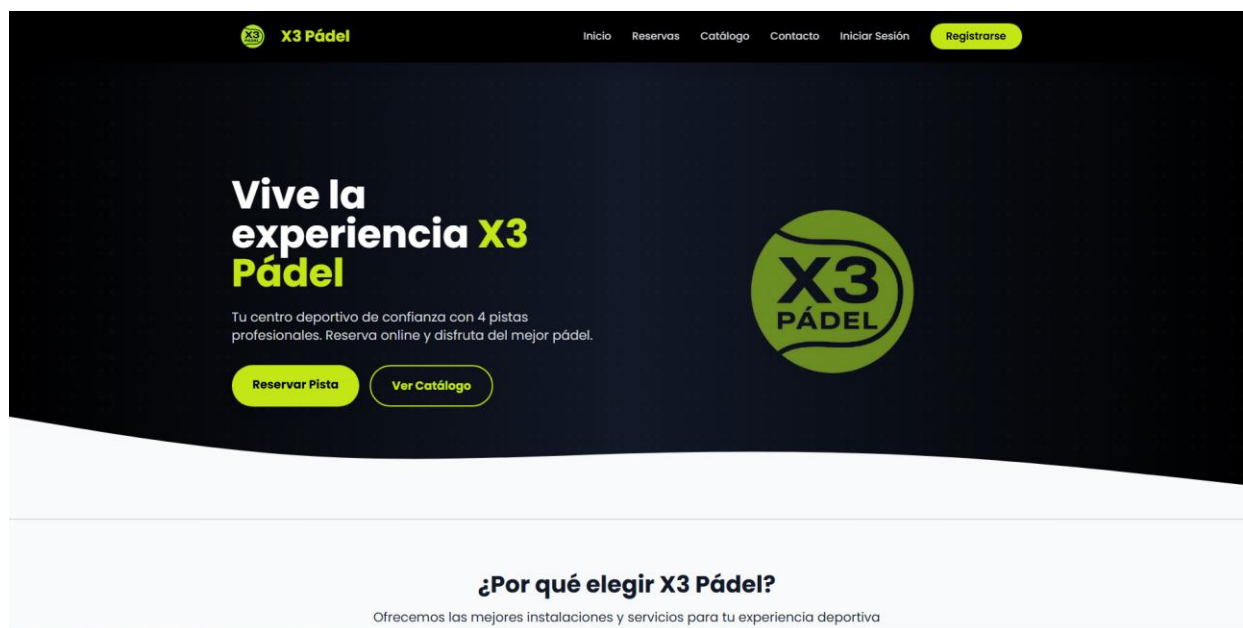 X3 PÁDEL X3 Pádel Inicio Reservas Catálogo Contacto Iniciar Sesión Registrarse
Vive la
experiencia X3
Pádel
Tu centro deportivo de confianza con 4 pistas
profesionales. Reserva online y disfruta del mejor pádel.
Reservar Pista Ver Catálogo
X3
PÁDEL
¿Por qué elegir X3 Pádel?
Ofrecemos las mejores instalaciones y servicios para tu experiencia deportiva